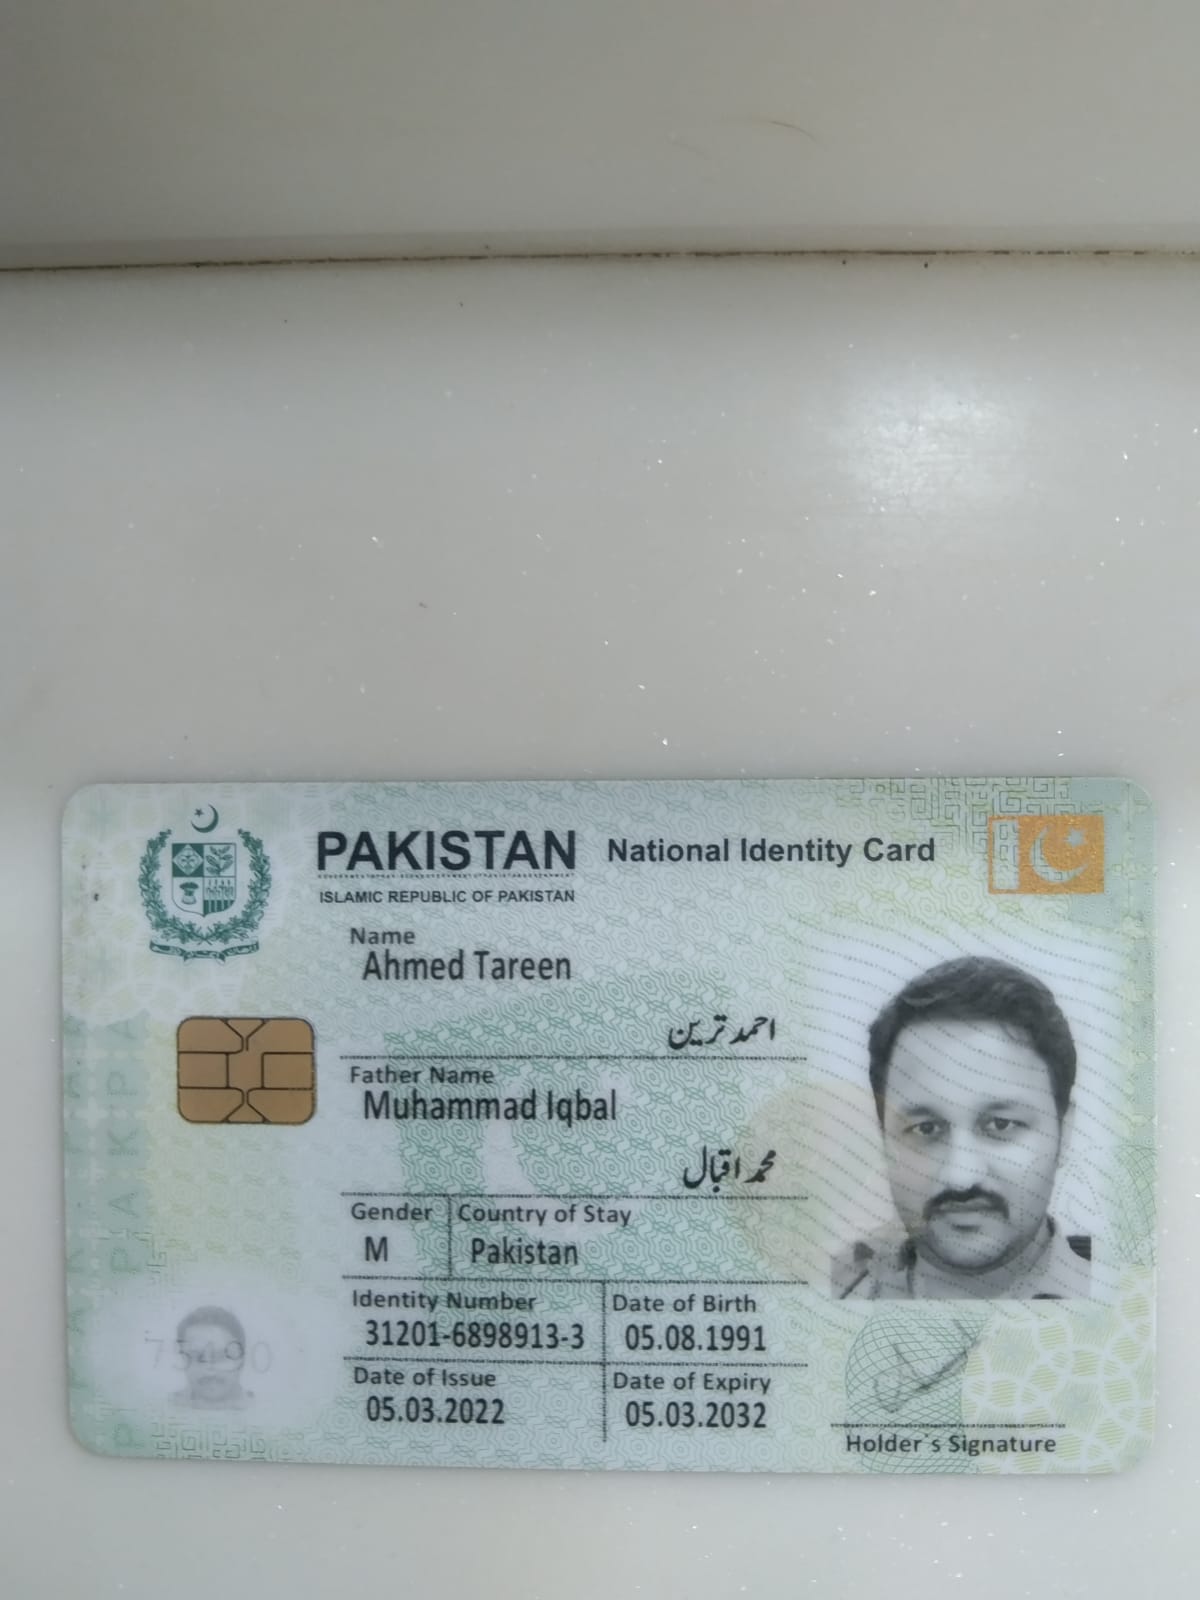 PAKISTAN National Identity Card
ISLAMIC REPUBLIC OF PAKISTAN
Name
Ahmed Tareen
احمد ترین
Father Name
Muhammad Iqbal
محمد اقبال
Gender Country of Stay
M Pakistan
Identity Number Date of Birth
31201-6898913-3 05.08.1991
Date of Issue Date of Expiry
05.03.2022 05.03.2032
Holder's Signature